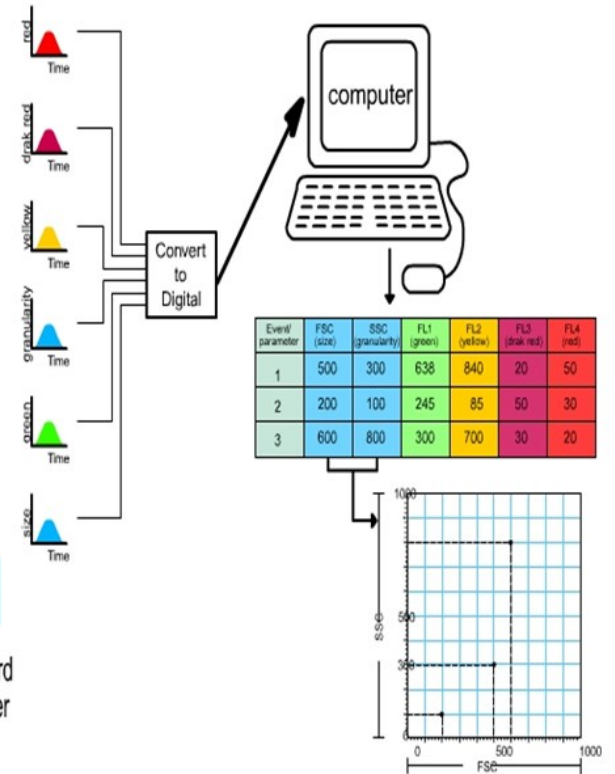 red
Time
drak red
Time
yellow
Time
granularity
Time
green
Time
size
Time
Convert
to
Digital
computer
Event/
parameter
FSC
(size)
SSC
(granularity)
FL1
(green)
FL2
(yellow)
FL3
(drak red)
FL4
(red)
1 500 300 638 840 20 50
2 200 100 245 85 50 30
3 600 800 300 700 30 20
1000
500
300
SSC
0 500 1000
FSC
rd
er